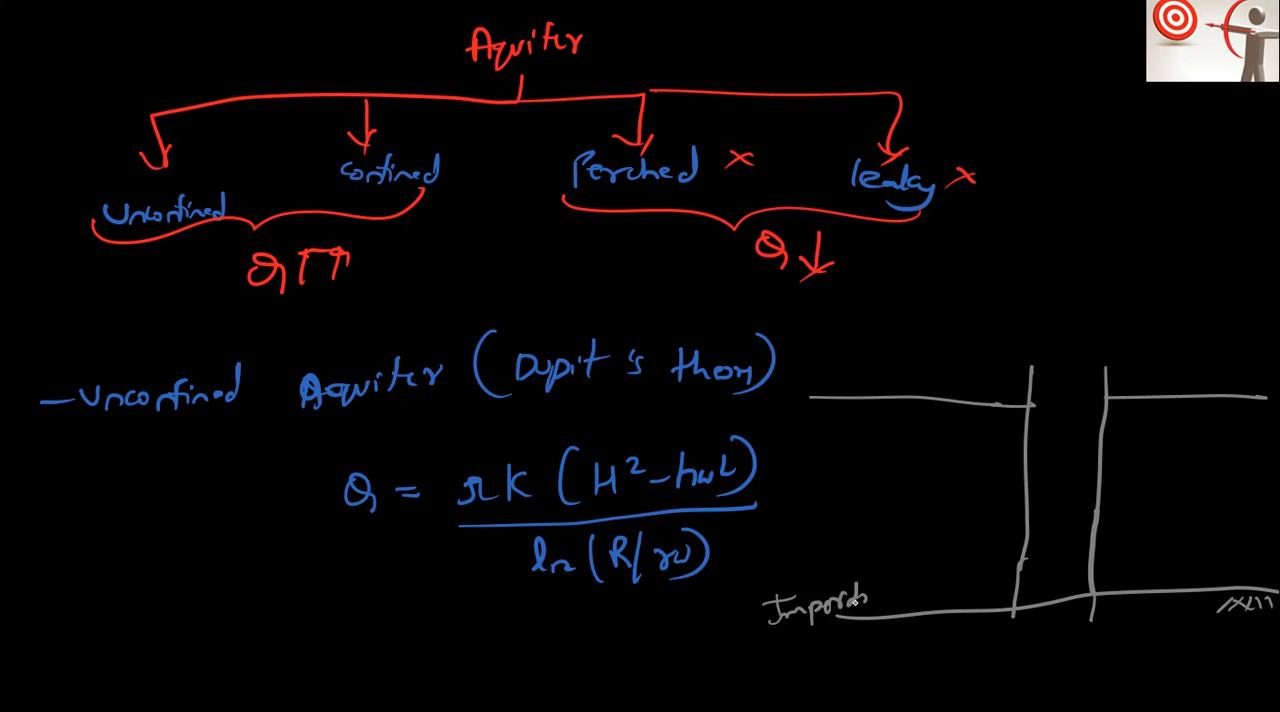 Aquifer
Unconfined confined Perched × leaky ×
Q ↑↑ Q ↓
— Unconfined Aquifer (Dupit's theory)
Q = πK (H² - hw²)
ln (R/rw)